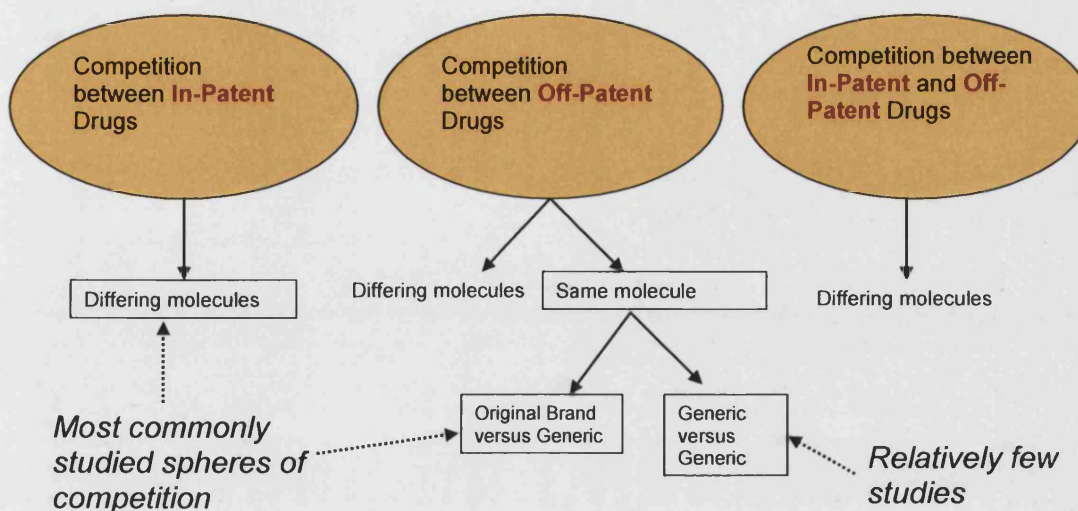 Competition
between In-Patent
Drugs
Competition
between Off-Patent
Drugs
Competition between
In-Patent and Off-
Patent Drugs
Differing molecules
Differing molecules
Same molecule
Differing molecules
Original Brand
versus Generic
Generic
versus
Generic
Most commonly
studied spheres of
competition
Relatively few
studies